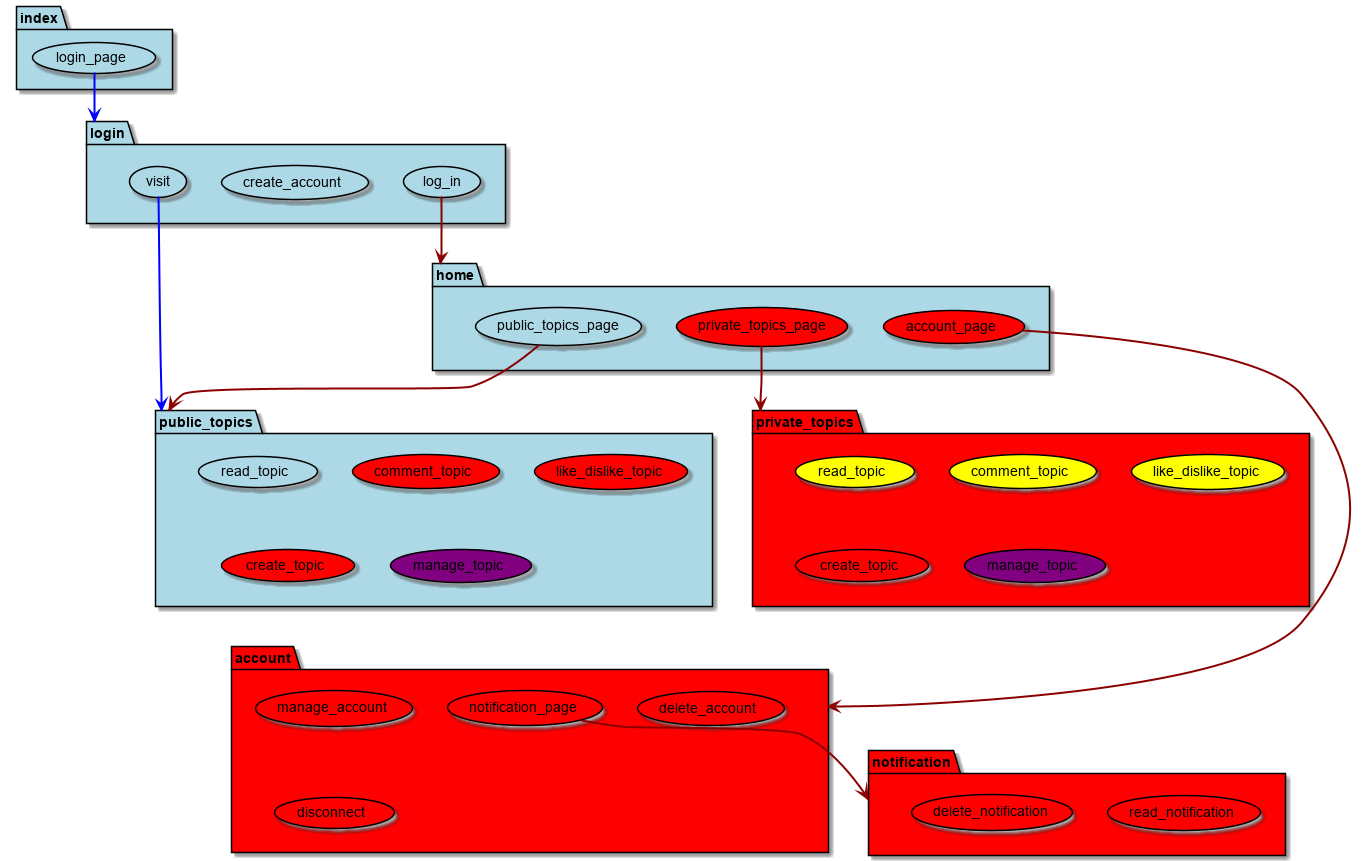 index
login_page
login
visit
create_account
log_in
home
public_topics_page
private_topics_page
account_page
public_topics
read_topic
comment_topic
like_dislike_topic
create_topic
manage_topic
private_topics
read_topic
comment_topic
like_dislike_topic
create_topic
manage_topic
account
manage_account
notification_page
delete_account
disconnect
notification
delete_notification
read_notification